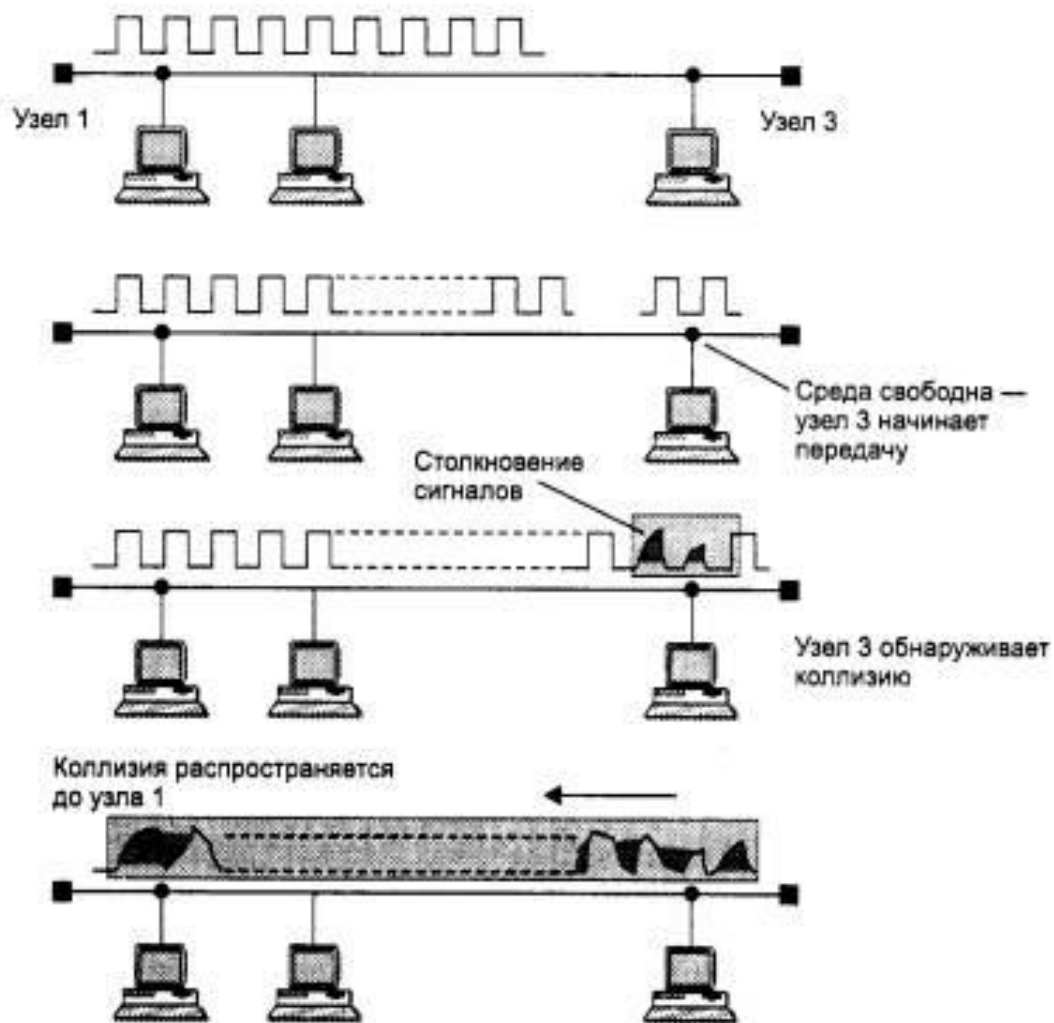 Узел 1
Узел 3
Среда свободна —
узел 3 начинает
передачу
Столкновение
сигналов
Узел 3 обнаруживает
коллизию
Коллизия распространяется
до узла 1